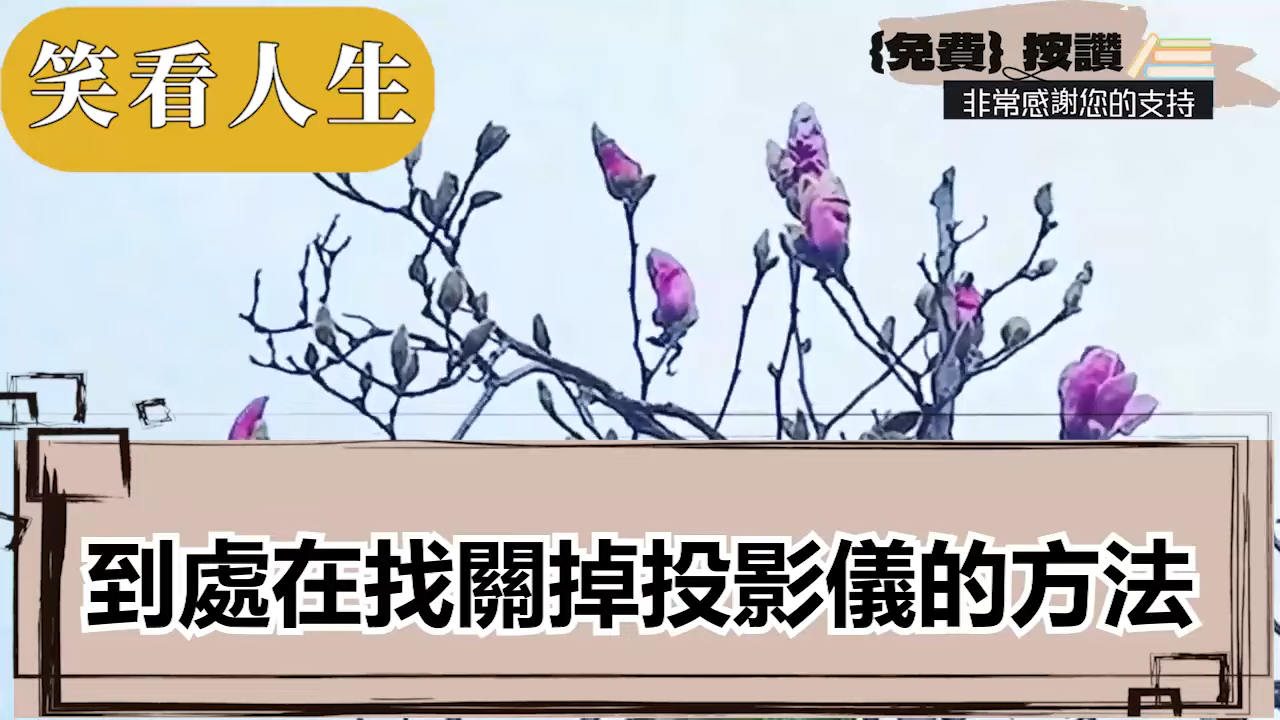 笑看人生
{免費} 按讚
非常感謝您的支持
到處在找關掉投影儀的方法